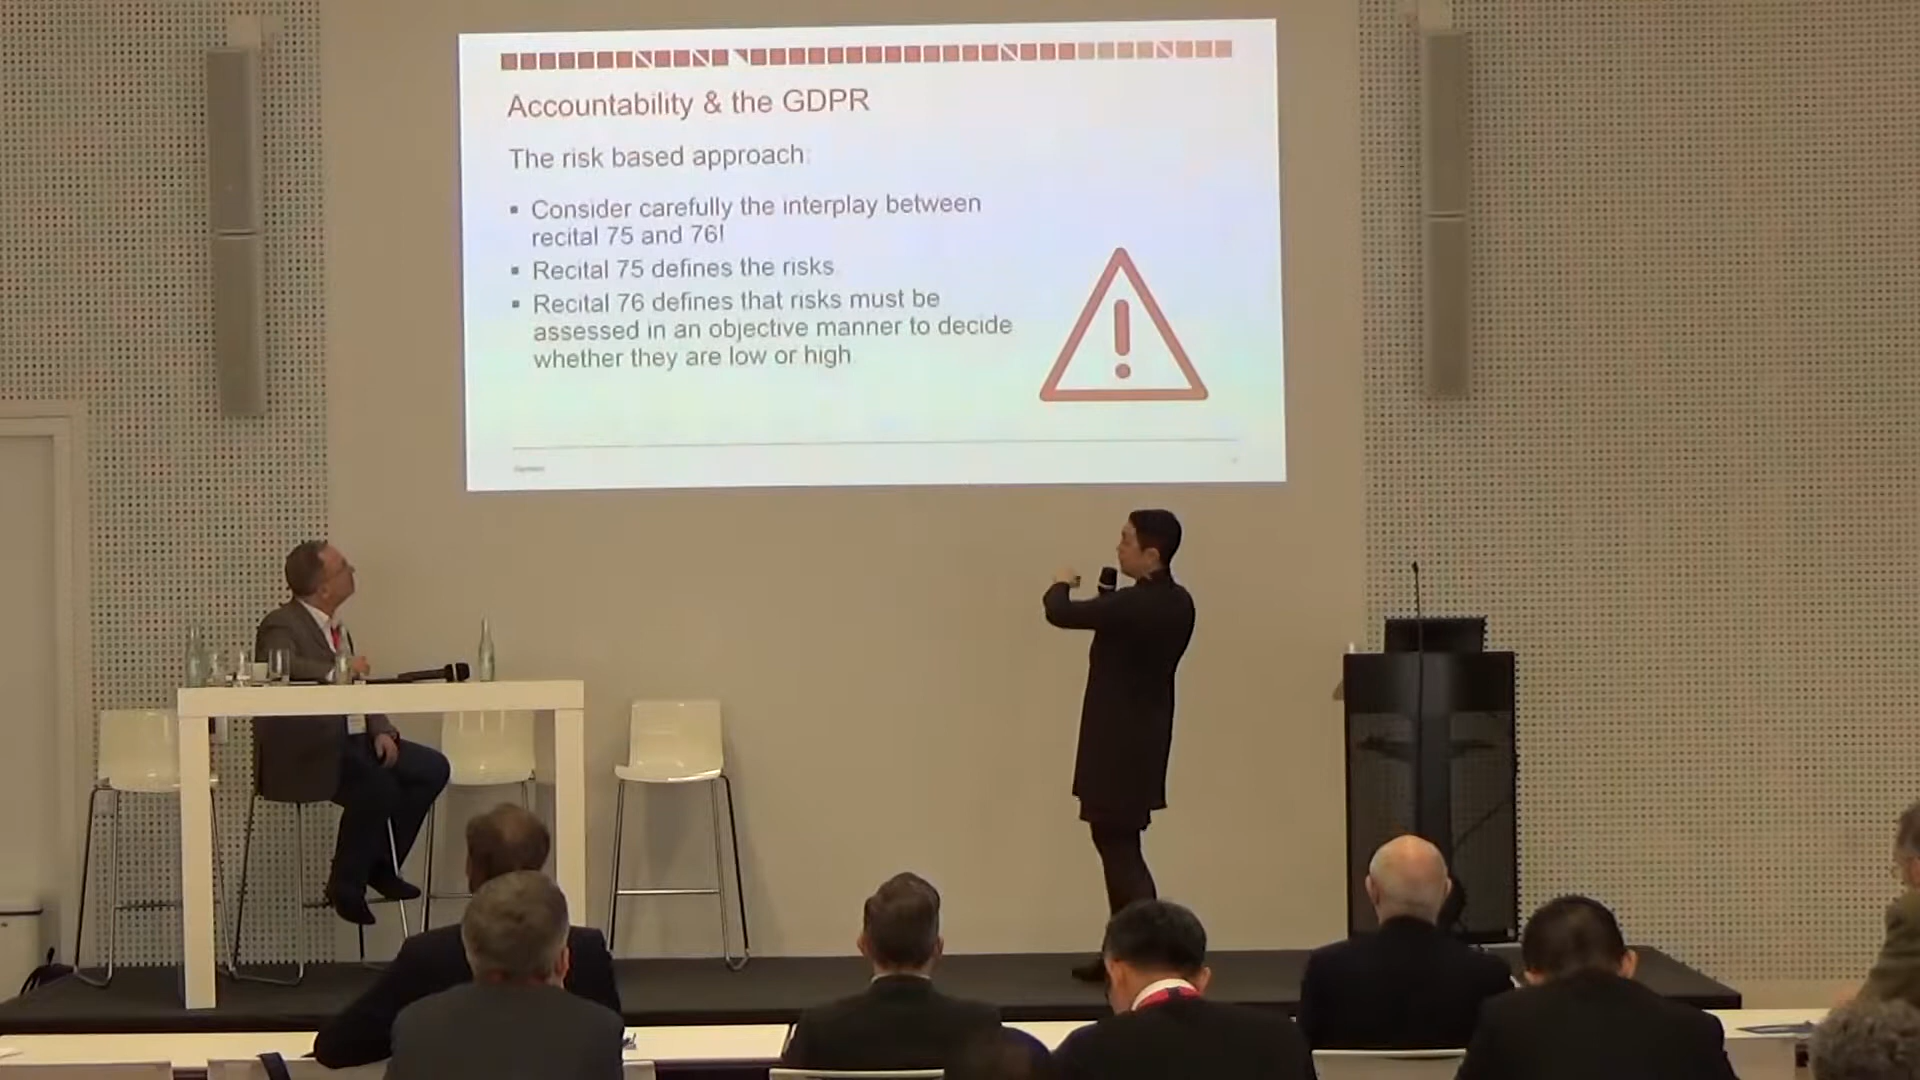 Accountability & the GDPR
The risk based approach:
▪ Consider carefully the interplay between
recital 75 and 76!
▪ Recital 75 defines the risks
▪ Recital 76 defines that risks must be
assessed in an objective manner to decide
whether they are low or high